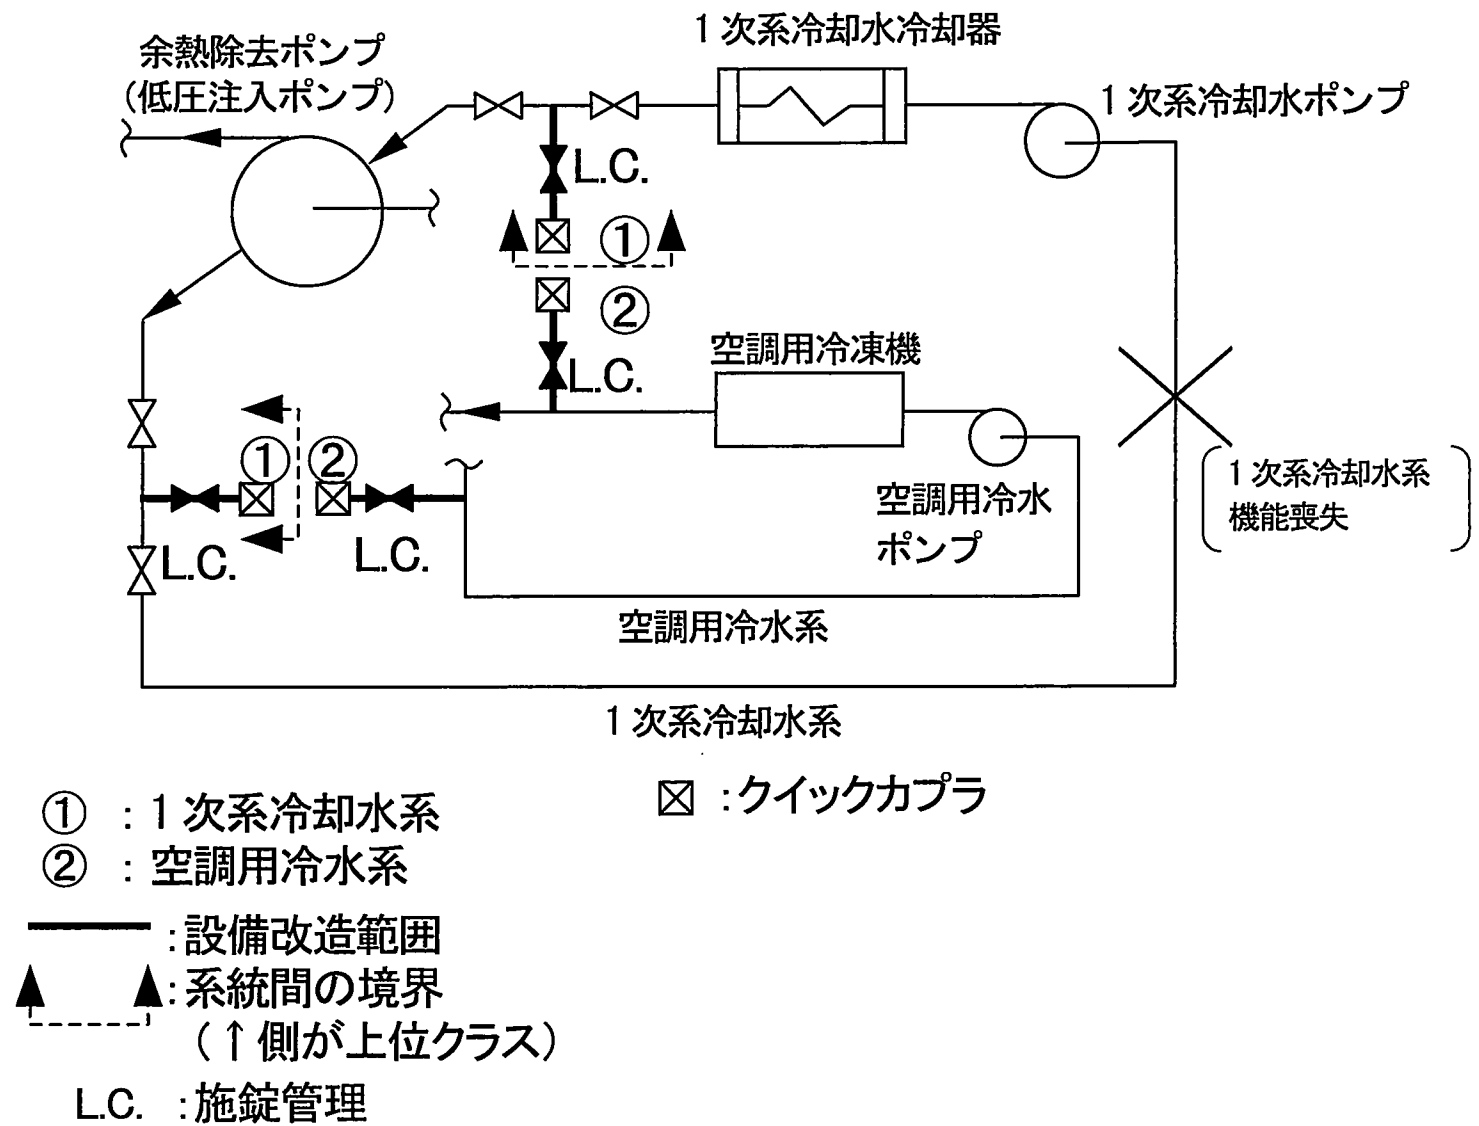 1次系冷却水冷却器
余熱除去ポンプ
(低圧注入ポンプ)
1次系冷却水ポンプ
L.C.
①
②
空調用冷凍機
L.C.
① ②
1次系冷却水系
機能喪失
空調用冷水
ポンプ
L.C.
L.C.
空調用冷水系
1次系冷却水系
① : 1次系冷却水系
:クイックカプラ
② : 空調用冷水系
:設備改造範囲
:系統間の境界
(↑側が上位クラス)
L.C. :施錠管理